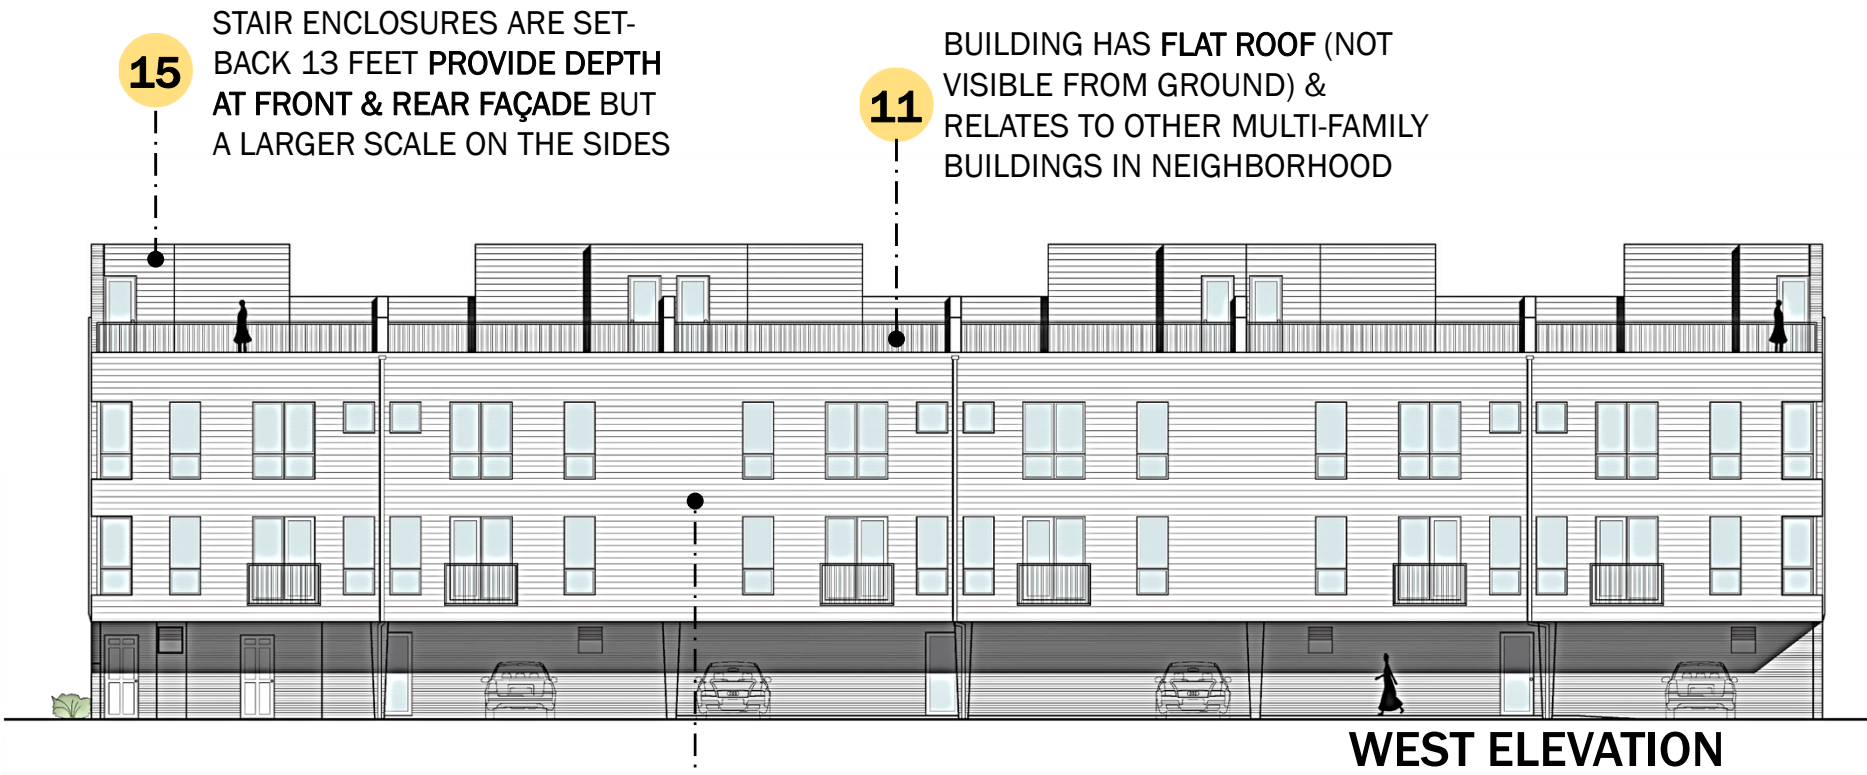 15
STAIR ENCLOSURES ARE SET-
BACK 13 FEET PROVIDE DEPTH
AT FRONT & REAR FAÇADE BUT
A LARGER SCALE ON THE SIDES
11
BUILDING HAS FLAT ROOF (NOT
VISIBLE FROM GROUND) &
RELATES TO OTHER MULTI-FAMILY
BUILDINGS IN NEIGHBORHOOD
WEST ELEVATION